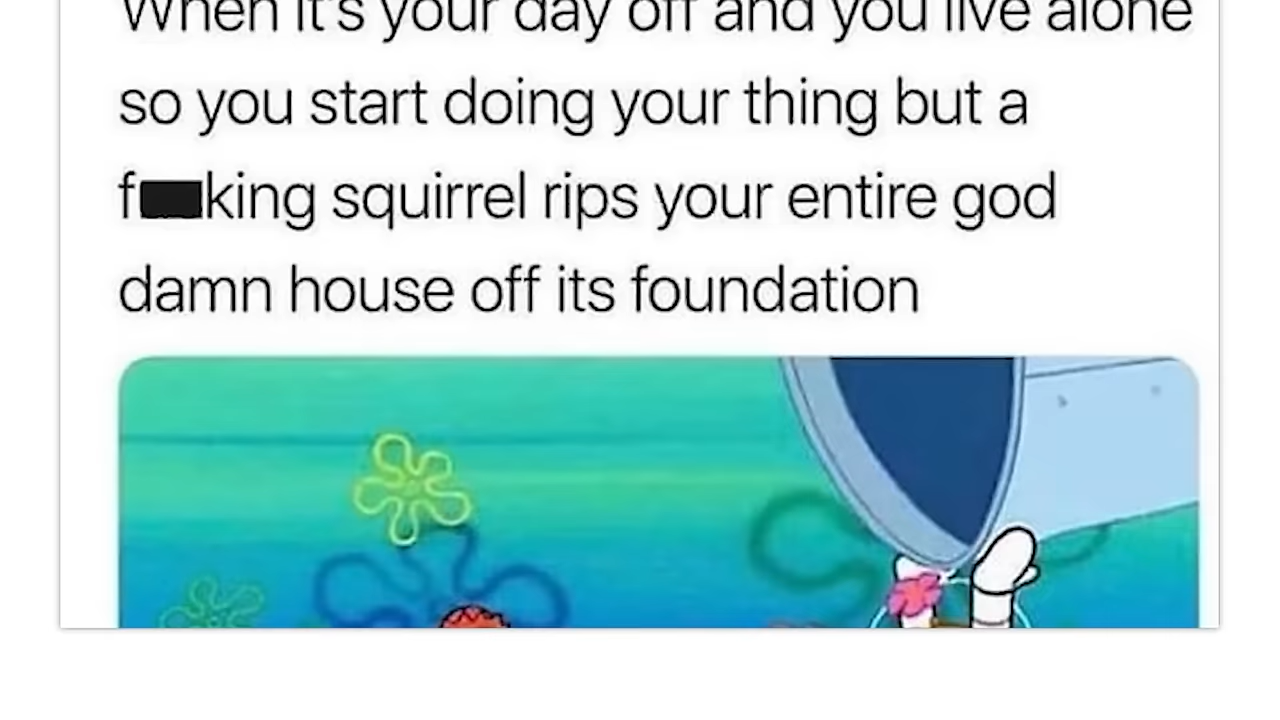 When it's your day off and you live alone
so you start doing your thing but a
f██king squirrel rips your entire god
damn house off its foundation